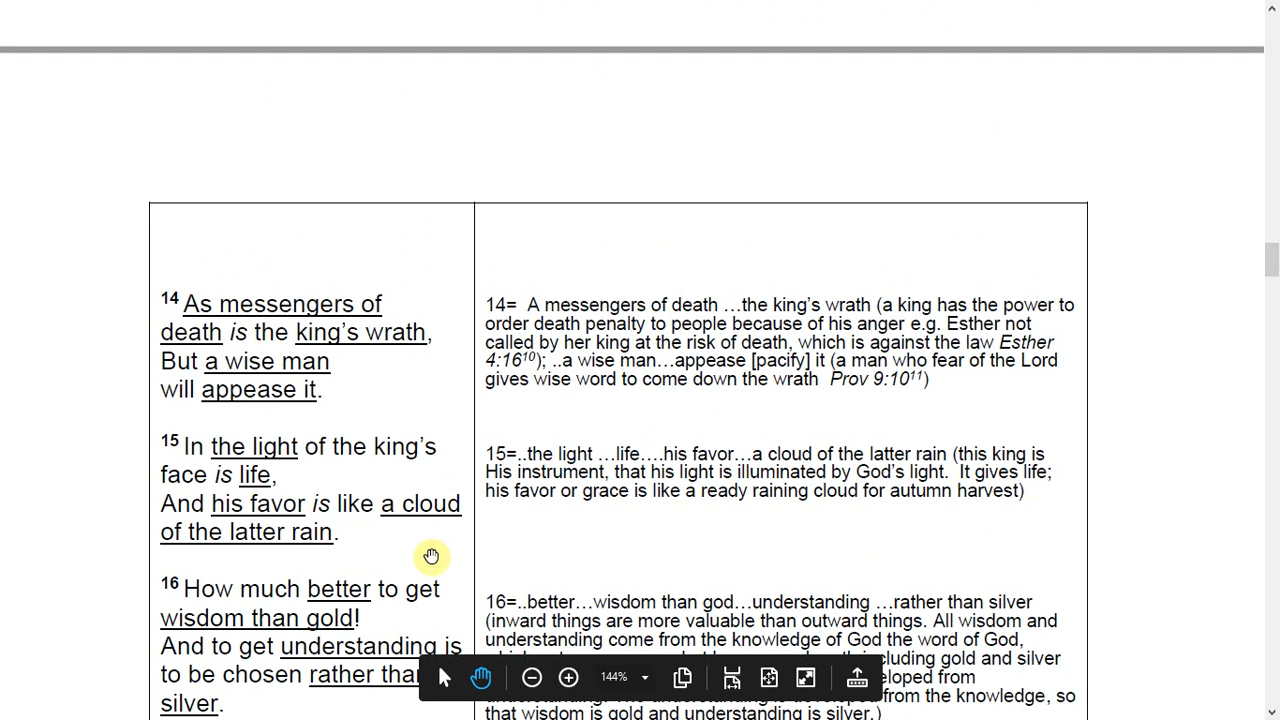 14 As messengers of
death is the king’s wrath,
But a wise man
will appease it.
15 In the light of the king’s
face is life,
And his favor is like a cloud
of the latter rain.
16 How much better to get
wisdom than gold!
And to get understanding is
to be chosen rather than
silver.
14= A messengers of death …the king’s wrath (a king has the power to
order death penalty to people because of his anger e.g. Esther not
called by her king at the risk of death, which is against the law Esther
4:16¹⁰); ..a wise man…appease [pacify] it (a man who fear of the Lord
gives wise word to come down the wrath Prov 9:10¹¹)
15=..the light …life….his favor…a cloud of the latter rain (this king is
His instrument, that his light is illuminated by God’s light. It gives life;
his favor or grace is like a ready raining cloud for autumn harvest)
16=..better…wisdom than god…understanding …rather than silver
(inward things are more valuable than outward things. All wisdom and
understanding come from the knowledge of God the word of God,
including gold and silver
eloped from
from the knowledge, so
that wisdom is gold and understanding is silver.)
144%